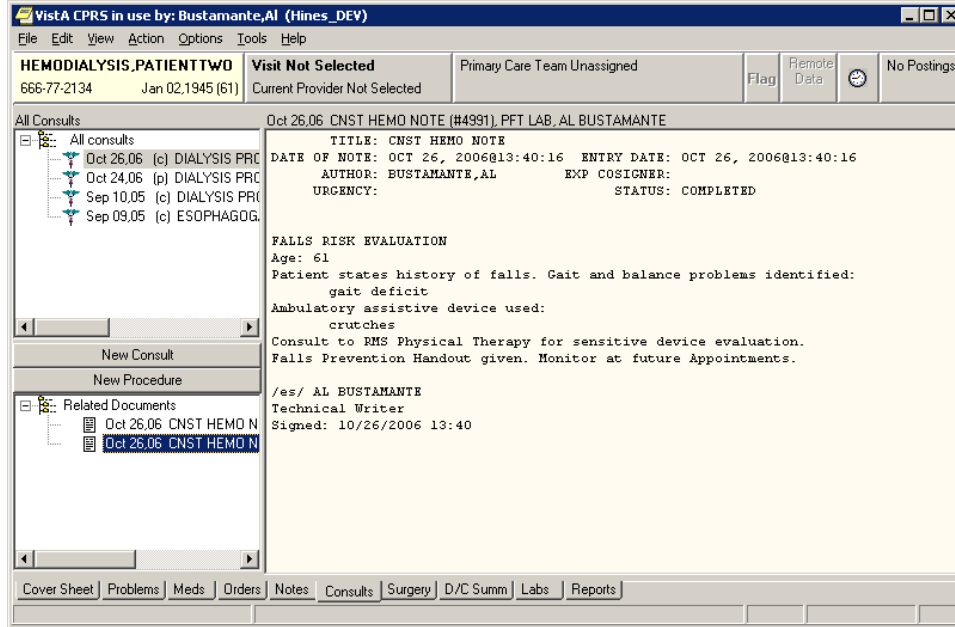 VistA CPRS in use by: Bustamante,Al (Hines_DEV)
File Edit View Action Options Tools Help
HEMODIALYSIS,PATIENTTWO Visit Not Selected Primary Care Team Unassigned Flag Remote Data No Postings
666-77-2134 Jan 02,1945 (61) Current Provider Not Selected
All Consults Oct 26,06 CNST HEMO NOTE (#4991), PFT LAB, AL BUSTAMANTE
All consults
Oct 26,06 (c) DIALYSIS PRC
Oct 24,06 (p) DIALYSIS PRC
Sep 10,05 (c) DIALYSIS PR
Sep 09,05 (c) ESOPHAGOG
New Consult
New Procedure
Related Documents
Oct 26,06 CNST HEMO N
Oct 26,06 CNST HEMO N
TITLE: CNST HEMO NOTE
DATE OF NOTE: OCT 26, 2006@13:40:16 ENTRY DATE: OCT 26, 2006@13:40:16
AUTHOR: BUSTAMANTE,AL EXP COSIGNER:
URGENCY: STATUS: COMPLETED
FALLS RISK EVALUATION
Age: 61
Patient states history of falls. Gait and balance problems identified:
gait deficit
Ambulatory assistive device used:
crutches
Consult to RMS Physical Therapy for sensitive device evaluation.
Falls Prevention Handout given. Monitor at future Appointments.
/es/ AL BUSTAMANTE
Technical Writer
Signed: 10/26/2006 13:40
Cover Sheet Problems Meds Orders Notes Consults Surgery D/C Summ Labs Reports